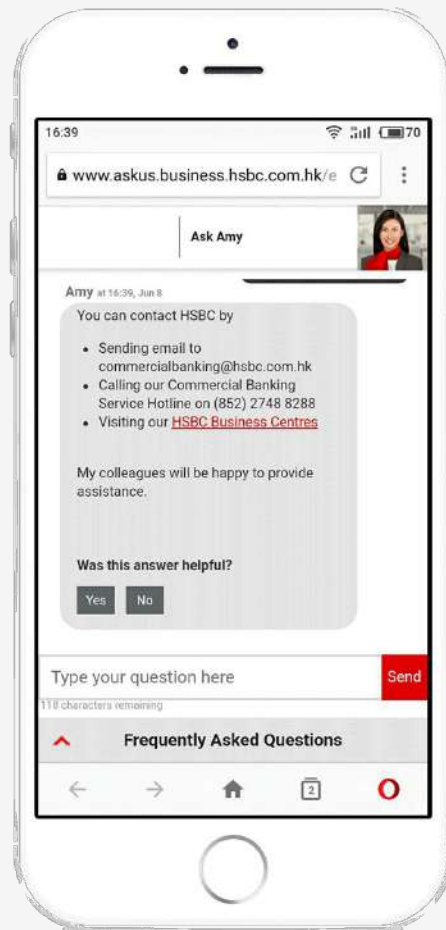 16:39
70
www.askus.business.hsbc.com.hk/e
Ask Amy
Amy at 16:39, Jun 8
You can contact HSBC by
• Sending email to
commercialbanking@hsbc.com.hk
• Calling our Commercial Banking
Service Hotline on (852) 2748 8288
• Visiting our HSBC Business Centres
My colleagues will be happy to provide
assistance.
Was this answer helpful?
Yes No
Type your question here
Send
118 characters remaining
Frequently Asked Questions
2